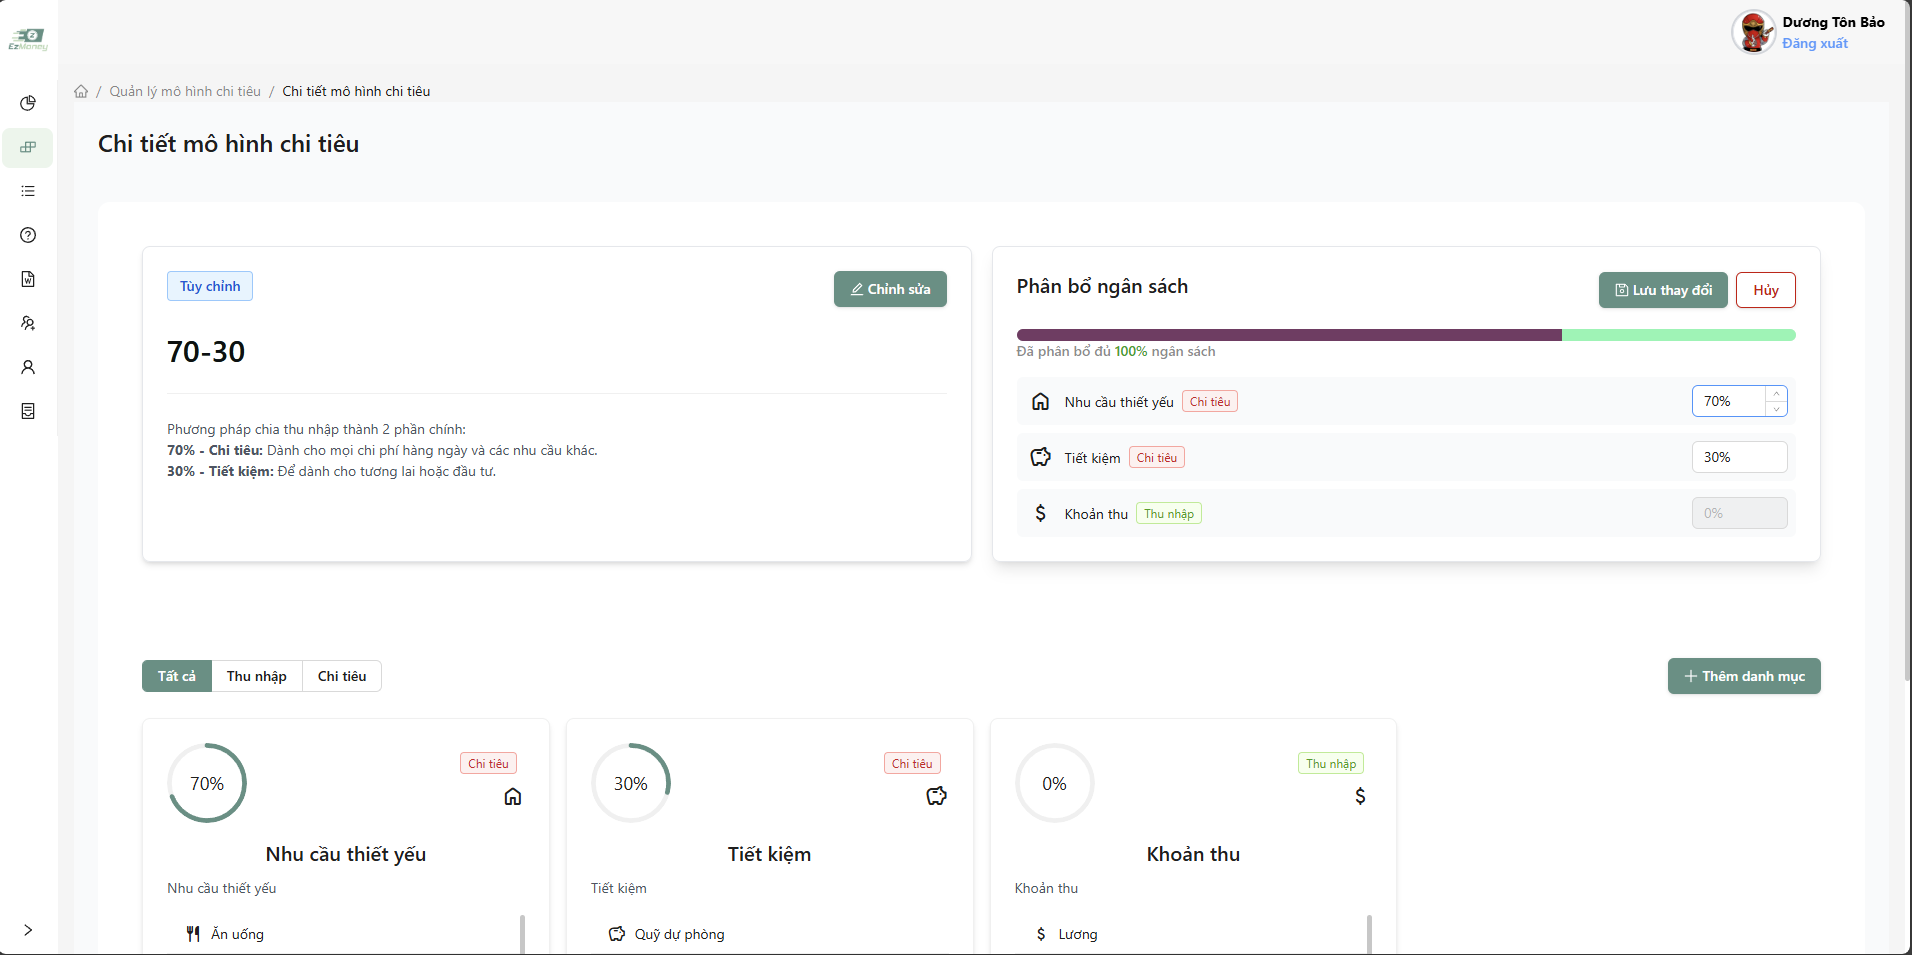 EzMoney
Dương Tôn Bảo
Đăng xuất
/ Quản lý mô hình chi tiêu / Chi tiết mô hình chi tiêu
Chi tiết mô hình chi tiêu
Tùy chỉnh
Chỉnh sửa
70-30
Phương pháp chia thu nhập thành 2 phần chính:
70% - Chi tiêu: Dành cho mọi chi phí hàng ngày và các nhu cầu khác.
30% - Tiết kiệm: Để dành cho tương lai hoặc đầu tư.
Phân bổ ngân sách
Lưu thay đổi
Hủy
Đã phân bổ đủ 100% ngân sách
Nhu cầu thiết yếu Chi tiêu 70%
Tiết kiệm Chi tiêu 30%
$ Khoản thu Thu nhập 0%
Tất cả Thu nhập Chi tiêu
+ Thêm danh mục
70%
Chi tiêu
Nhu cầu thiết yếu
Nhu cầu thiết yếu
Ăn uống
30%
Chi tiêu
Tiết kiệm
Tiết kiệm
Quỹ dự phòng
0%
Thu nhập
$
Khoản thu
Khoản thu
$ Lương